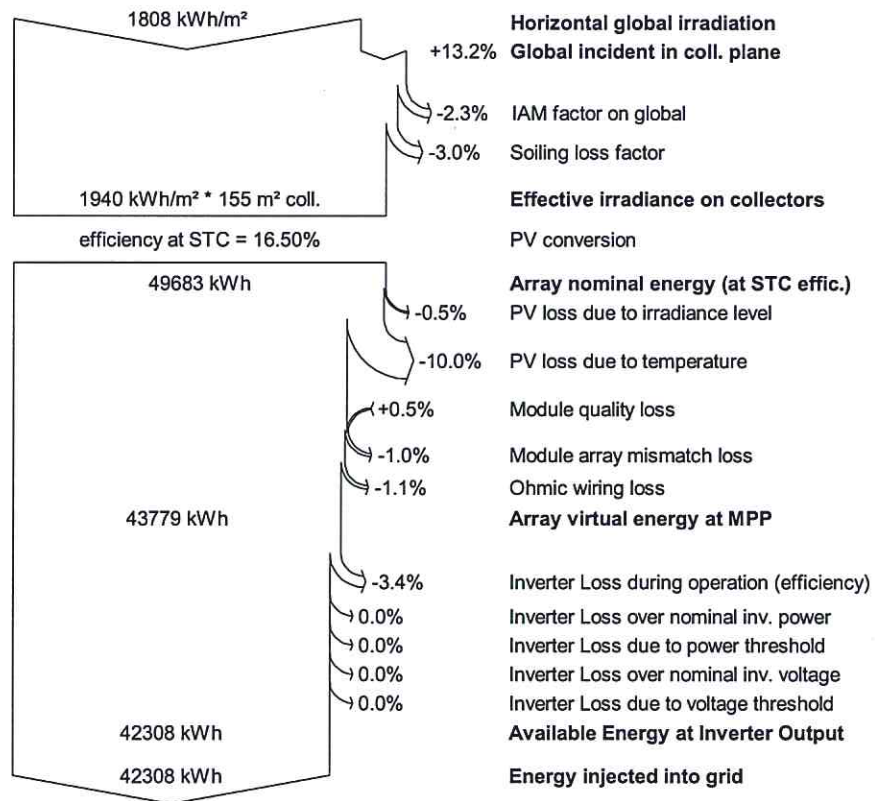 1808 kWh/m² Horizontal global irradiation
+13.2% Global incident in coll. plane
-2.3% IAM factor on global
-3.0% Soiling loss factor
1940 kWh/m² * 155 m² coll. Effective irradiance on collectors
efficiency at STC = 16.50% PV conversion
49683 kWh Array nominal energy (at STC effic.)
-0.5% PV loss due to irradiance level
-10.0% PV loss due to temperature
+0.5% Module quality loss
-1.0% Module array mismatch loss
-1.1% Ohmic wiring loss
43779 kWh Array virtual energy at MPP
-3.4% Inverter Loss during operation (efficiency)
0.0% Inverter Loss over nominal inv. power
0.0% Inverter Loss due to power threshold
0.0% Inverter Loss over nominal inv. voltage
0.0% Inverter Loss due to voltage threshold
42308 kWh Available Energy at Inverter Output
42308 kWh Energy injected into grid